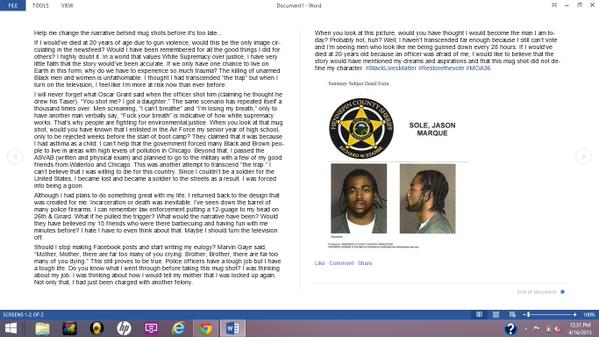 Document1 - Word
FILE TOOLS VIEW
Help me change the narrative behind mug shots before it's too late...
If I would've died at 20 years of age due to gun violence, would this be the only image cir-
culating in the newsfeed? Would I have been remembered for all the good things I did for
others? I highly doubt it. In a world that values White Supremacy over justice, I have very
little faith that the story would've been accurate. If we only have one chance to live on
Earth in this form, why do we have to experience so much trauma? The killing of unarmed
Black men and women is unfathomable. I thought I had transcended "the trap" but when I
turn on the television, I feel like I'm more at risk now than ever before.
I will never forget what Oscar Grant said when the officer shot him (claiming he thought he
drew his Taser). "You shot me? I got a daughter." The same scenario has repeated itself a
thousand times over. Men screaming, "I can't breathe" and "I'm losing my breath," only to
have another man verbally say, "Fuck your breath" is indicative of how white supremacy
works. That's why people are fighting for environmental justice. When you look at that mug
shot, would you have known that I enlisted in the Air Force my senior year of high school,
only to be rejected weeks before the start of boot camp? They claimed that it was because
I had asthma as a child. I can't help that the government forced many Black and Brown peo-
ple to live in areas with high levels of pollution in Chicago. Beyond that, I passed the
ASVAB (written and physical exam) and planned to go to the military with a few of my good
friends from Waterloo and Chicago. This was another attempt to transcend "the trap." I
can't believe that I was willing to die for this country. Since I couldn't be a soldier for the
United States, I became lost and became a soldier to the streets as a result. I was forced
into being a goon.
Although I had plans to do something great with my life, I returned back to the design that
was created for me. Incarceration or death was inevitable. I've seen down the barrel of
many police firearms. I can remember law enforcement putting a 12-guage to my head on
26th & Girard. What if he pulled the trigger? What would the narrative have been? Would
they have believed my 15 friends who were there barbecuing and having fun with me
minutes before? I hate I have to even think about that. Maybe I should turn the television
off.
Should I stop making Facebook posts and start writing my eulogy? Marvin Gaye said,
"Mother, Mother, there are far too many of you crying. Brother, Brother, there are far too
many of you dying." This still proves to be true. Police officers have a tough job but I have
a tough life. Do you know what I went through before taking this mug shot? I was thinking
about my job. I was thinking about how I would tell my mother that I was locked up again.
Not only that, I had just been charged with another felony.
When you look at this picture, would you have thought I would become the man I am to-
day? Probably not, huh? Well, I haven't transcended far enough because I still can't vote
and I'm seeing men who look like me being gunned down every 28 hours. If I would've
died at 20 years old because an officer was afraid of me, I would like to believe that the
story would have mentioned my dreams and aspirations and that this mug shot did not de-
fine my character. #BlackLivesMatter #Restorethevote #MOA36
Summary Subject Detail Form
HENNEPIN COUNTY SHERIFF
RICHARD W. STANEK
SOLE, JASON
MARQUE
Like Comment Share
End of document
SCREENS 1-2 OF 2
100%
12:31 PM
4/16/2015